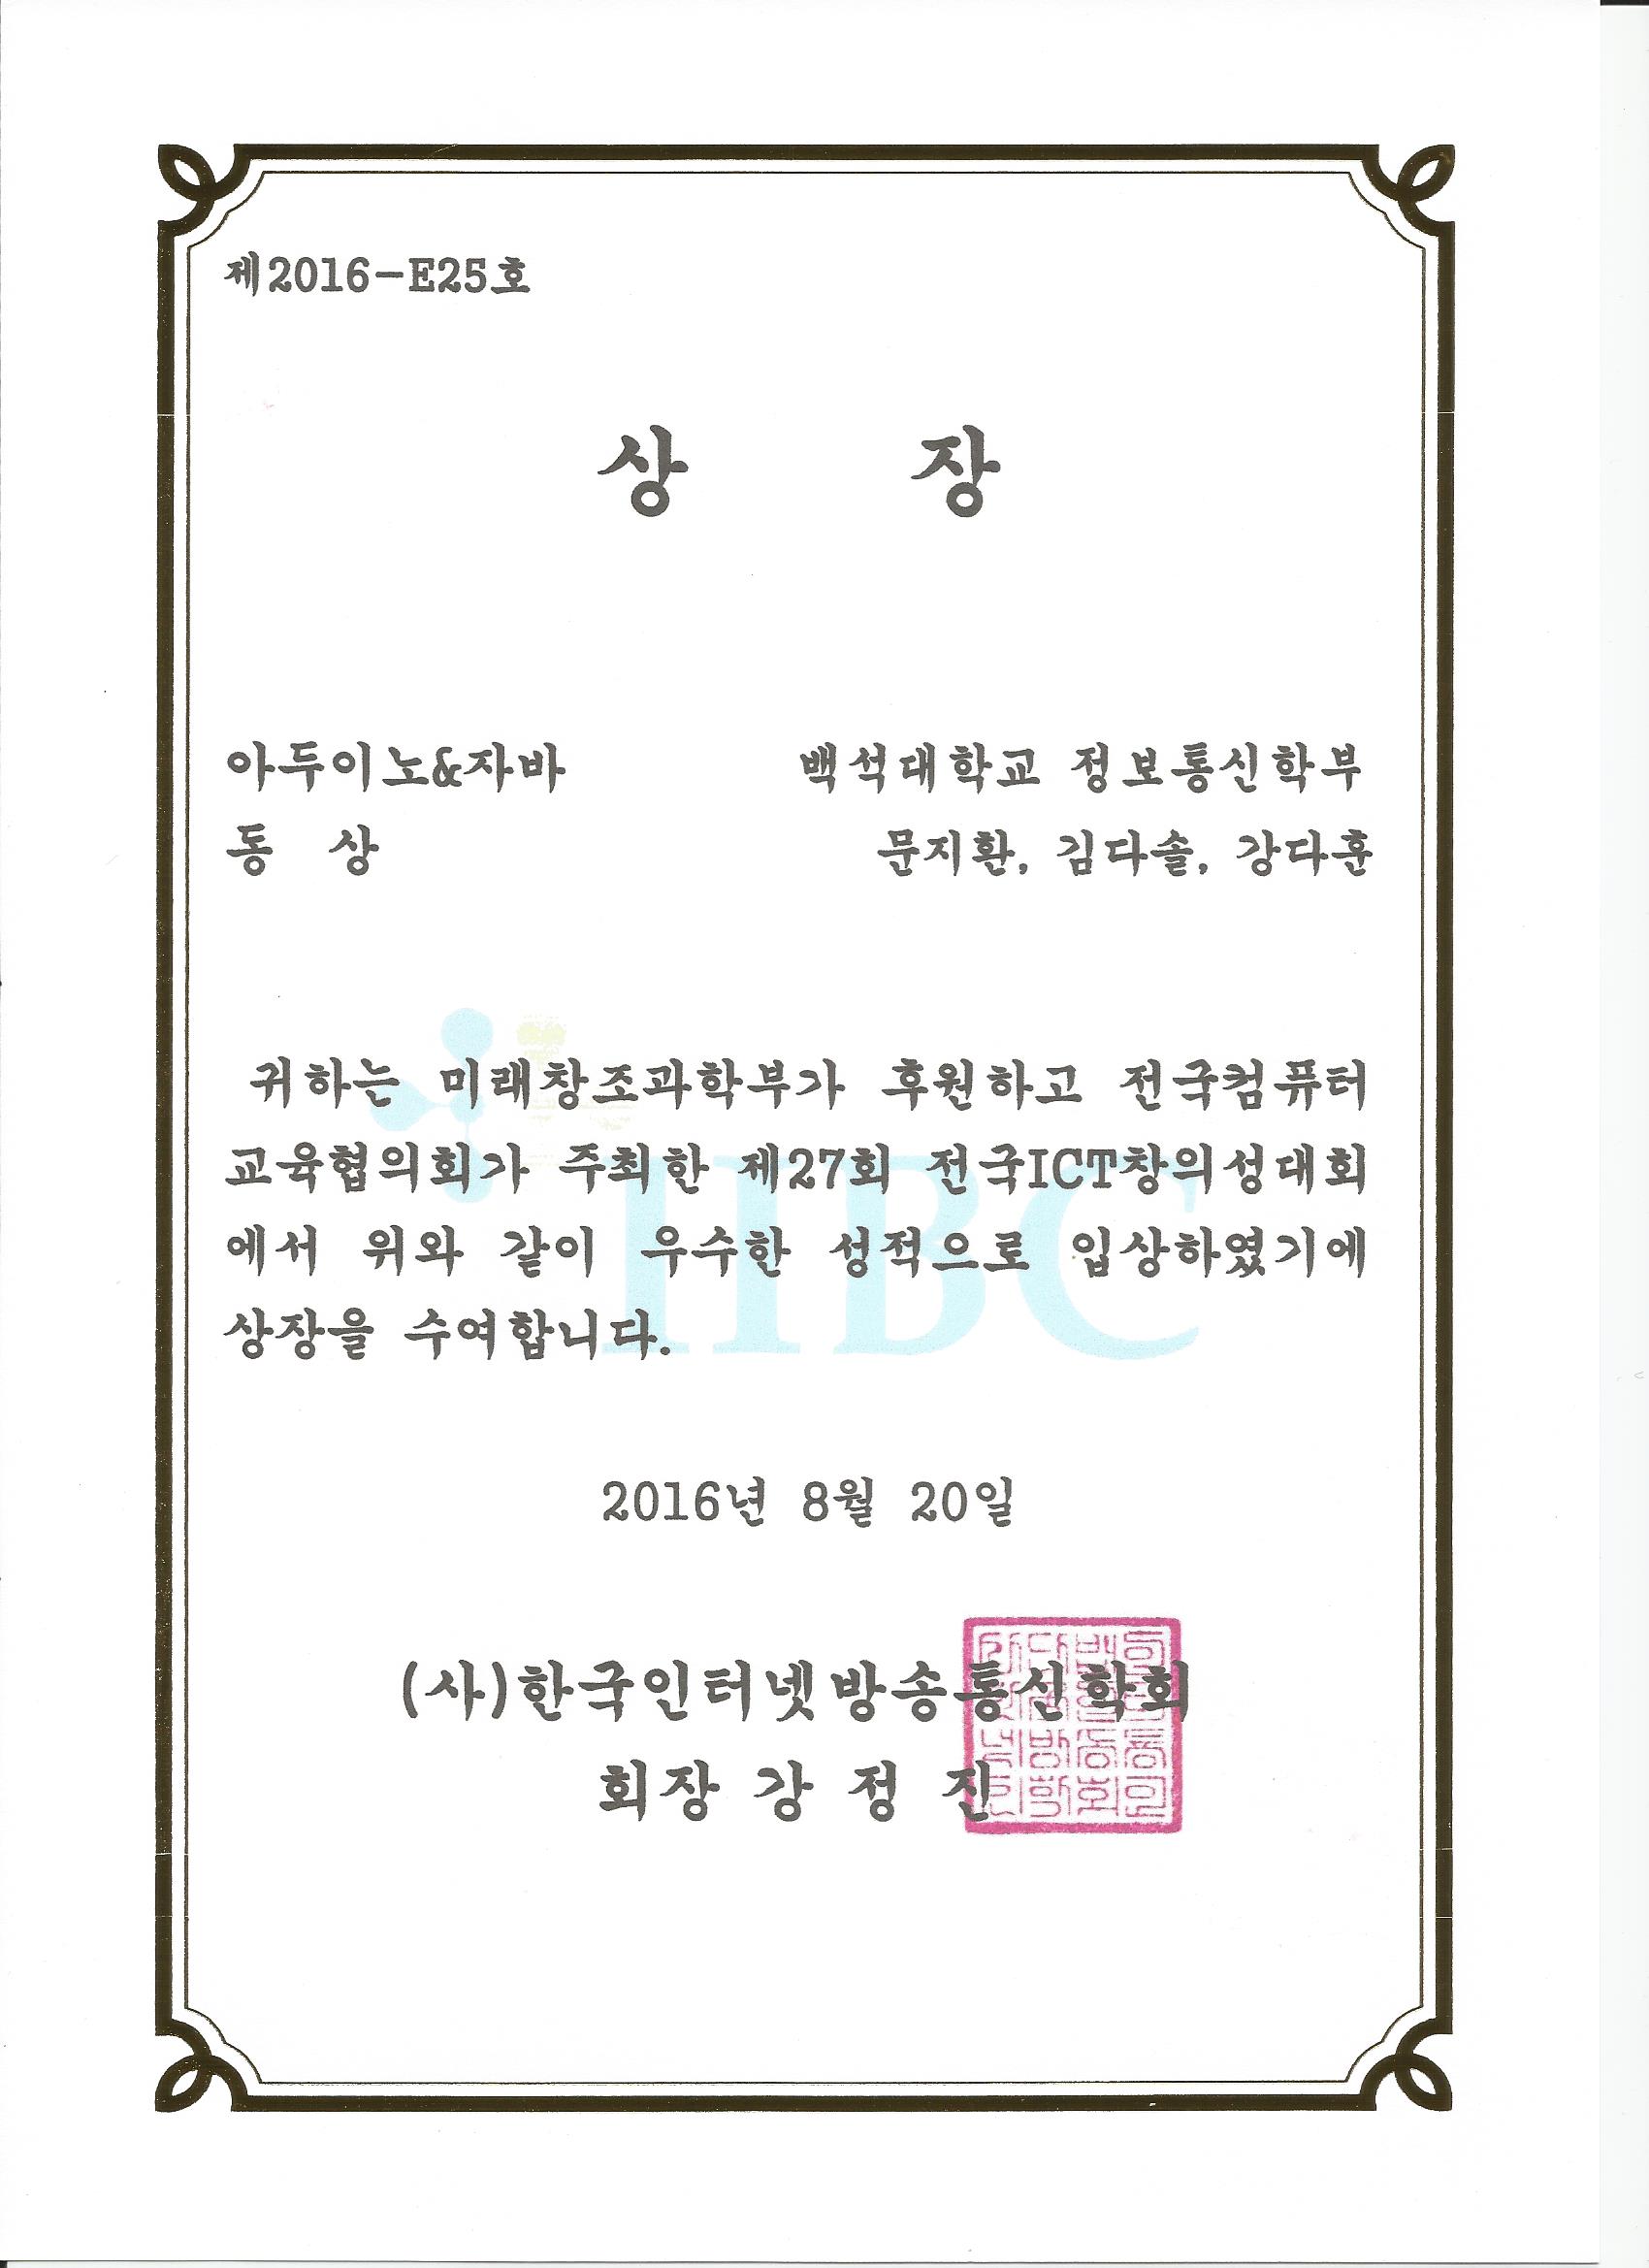 제2016-E25호
상 장
아두이노&자바 백석대학교 정보통신학부
동 상 문지환, 김다솔, 강다훈
귀하는 미래창조과학부가 후원하고 전국컴퓨터
교육협의회가 주최한 제27회 전국ICT창의성대회
에서 위와 같이 우수한 성적으로 입상하였기에
상장을 수여합니다.
IIBC
2016년 8월 20일
(사)한국인터넷방송통신학회
회장 강 정 진